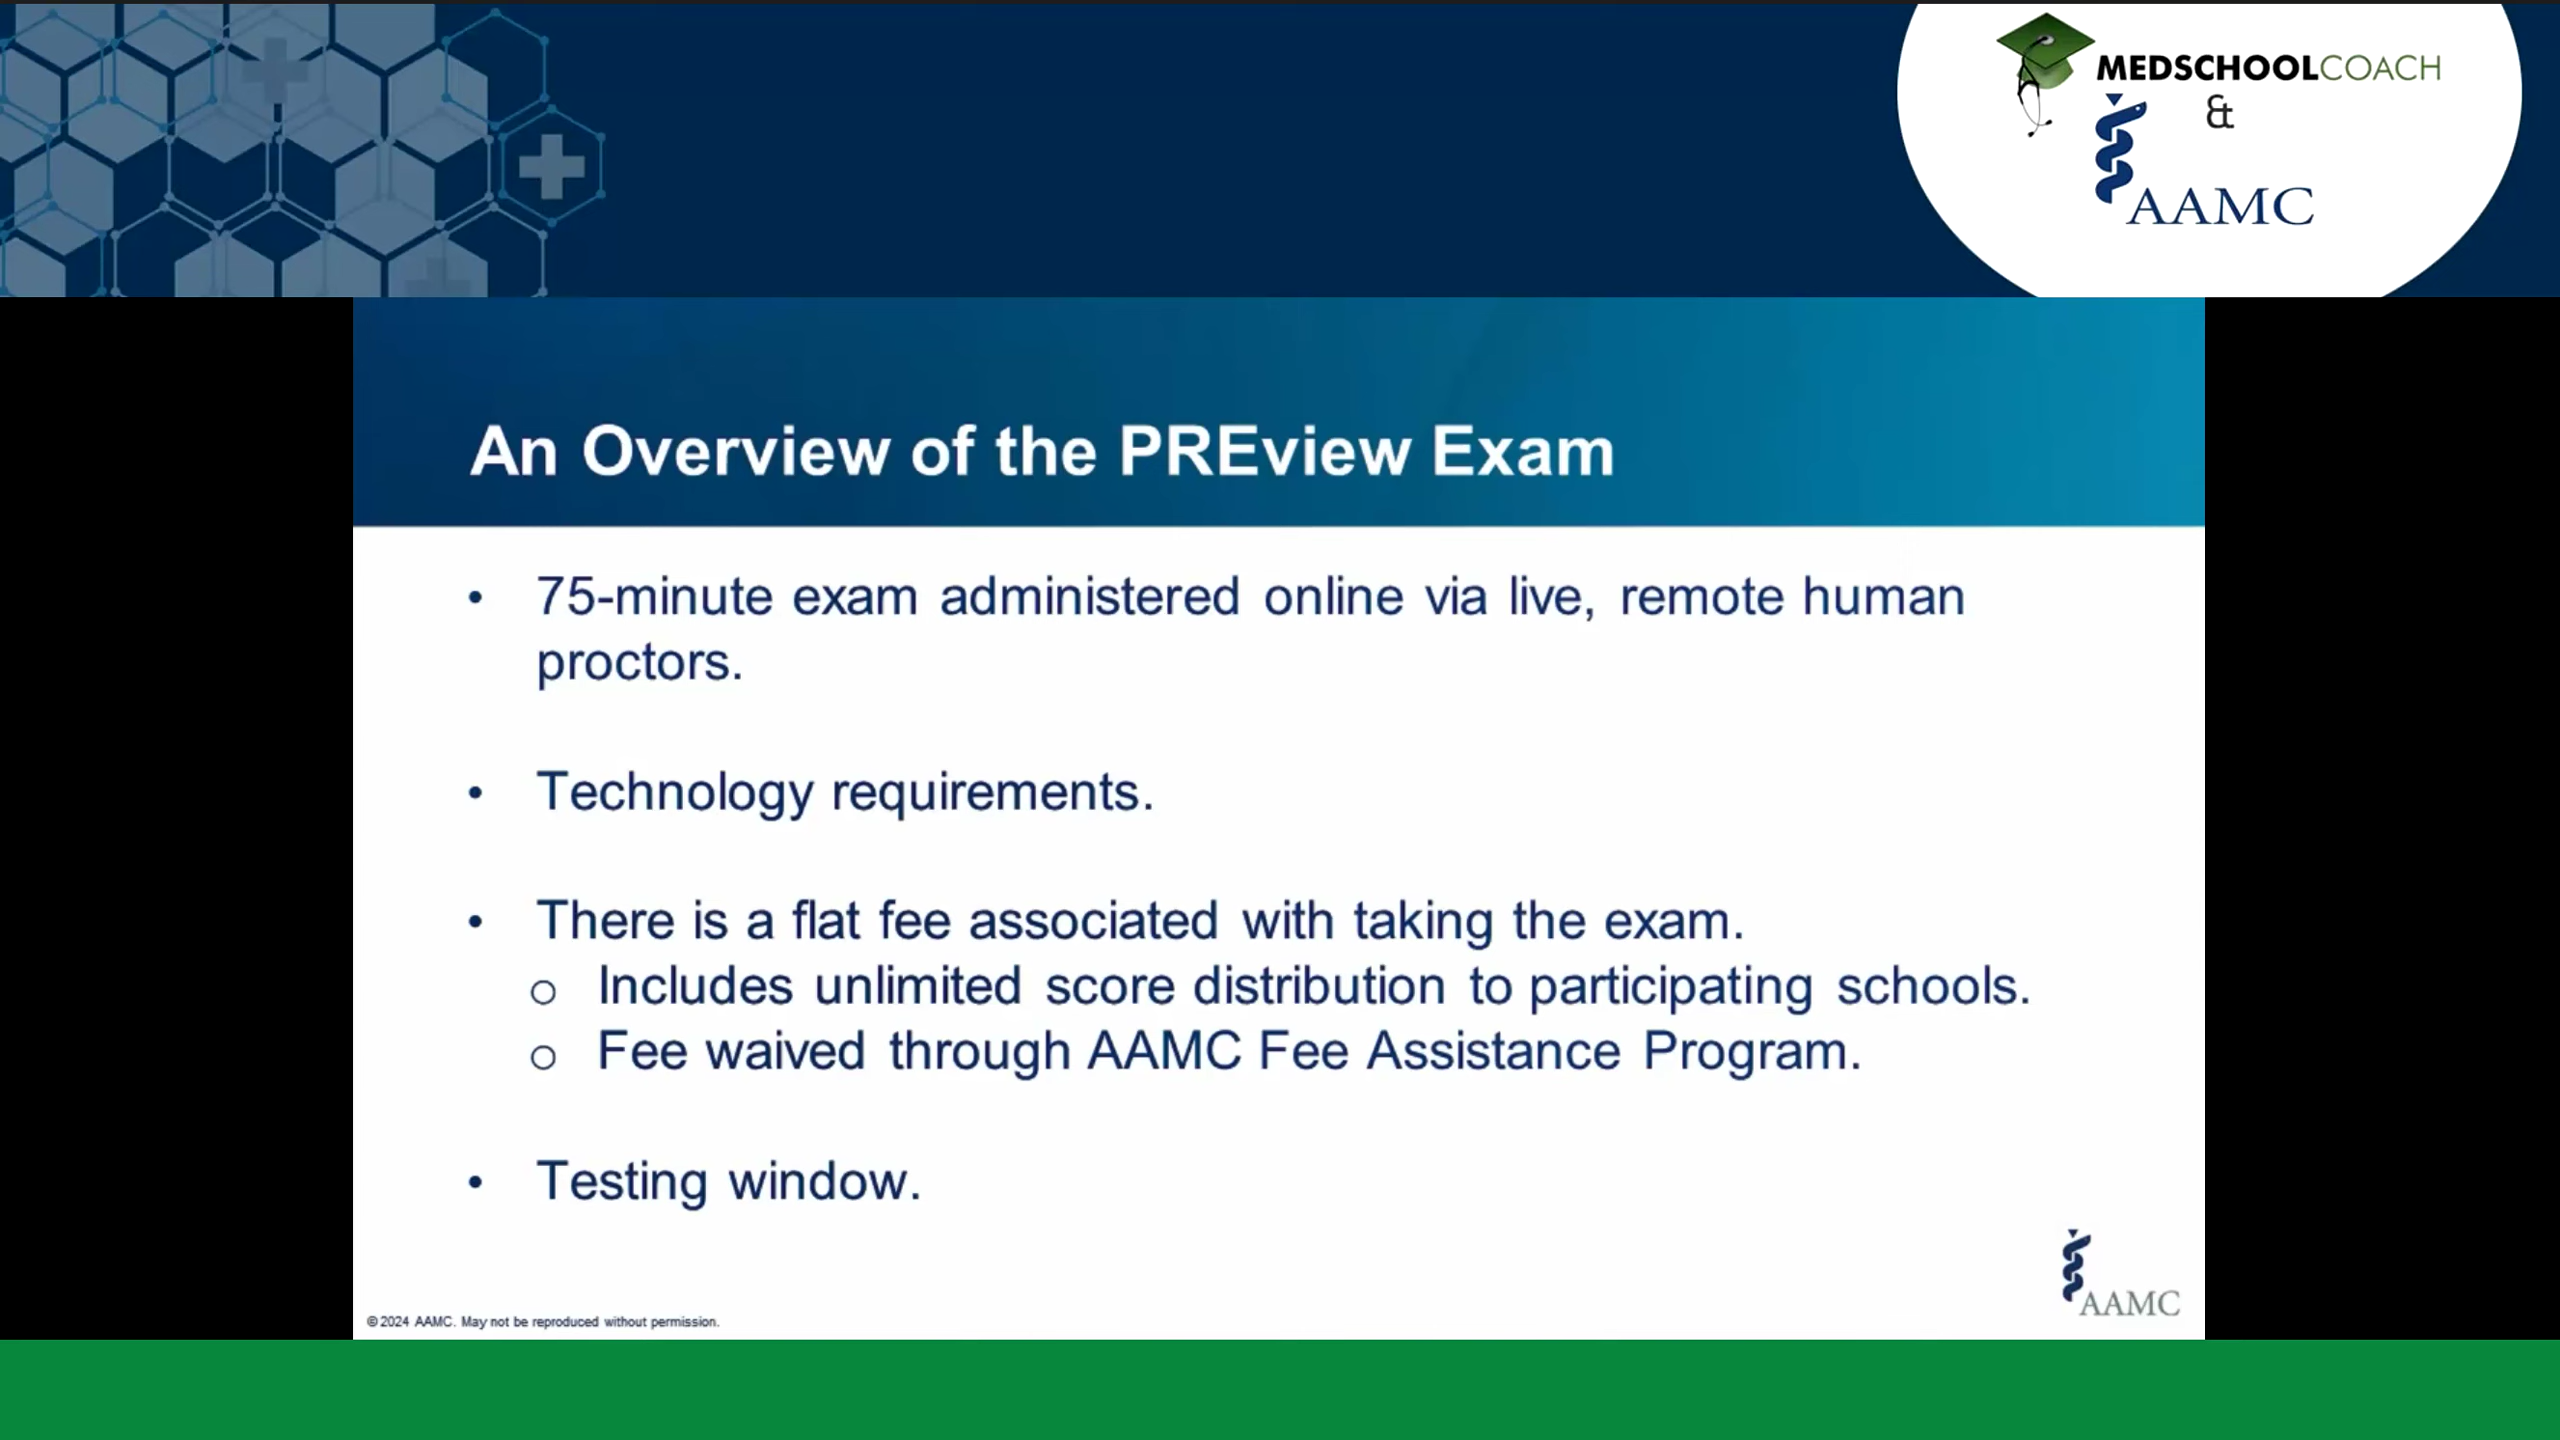 MEDSCHOOLCOACH
&
AAMC
An Overview of the PREview Exam
• 75-minute exam administered online via live, remote human
proctors.
• Technology requirements.
• There is a flat fee associated with taking the exam.
o Includes unlimited score distribution to participating schools.
o Fee waived through AAMC Fee Assistance Program.
• Testing window.
AAMC
©2024 AAMC. May not be reproduced without permission.